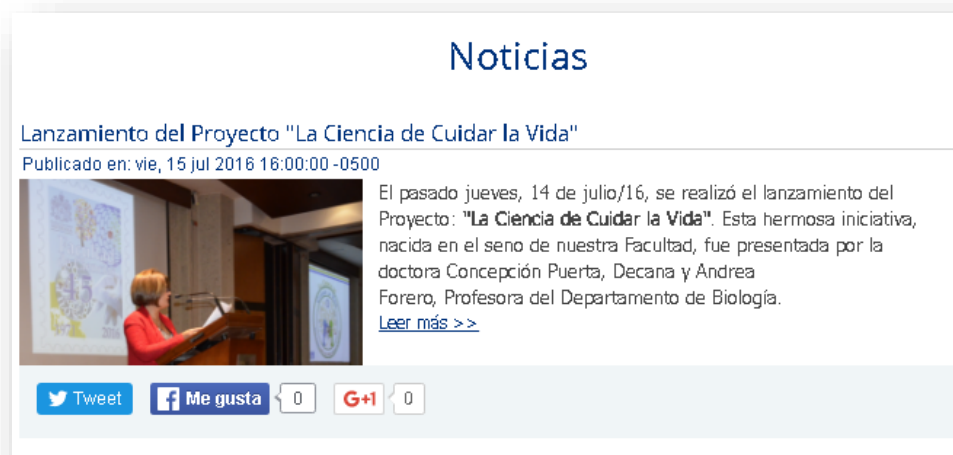 Noticias
Lanzamiento del Proyecto "La Ciencia de Cuidar la Vida"
Publicado en: vie, 15 jul 2016 16:00:00 -0500
El pasado jueves, 14 de julio/16, se realizó el lanzamiento del
Proyecto: "La Ciencia de Cuidar la Vida". Esta hermosa iniciativa,
nacida en el seno de nuestra Facultad, fue presentada por la
doctora Concepción Puerta, Decana y Andrea
Forero, Profesora del Departamento de Biología.
Leer más >>
Tweet
Me gusta
0
G+1
0